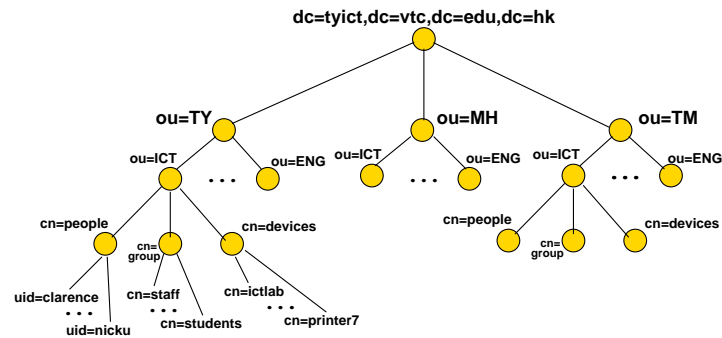 dc=tyict,dc=vtc,dc=edu,dc=hk
ou=TY
ou=MH
ou=TM
ou=ICT
. . .
ou=ENG
ou=ICT
. . .
ou=ENG
ou=ICT
. . .
ou=ENG
cn=people
cn=
group
cn=devices
cn=people
cn=
group
cn=devices
uid=clarence
. . .
uid=nicku
cn=staff
. . .
cn=students
cn=ictlab
. . .
cn=printer7